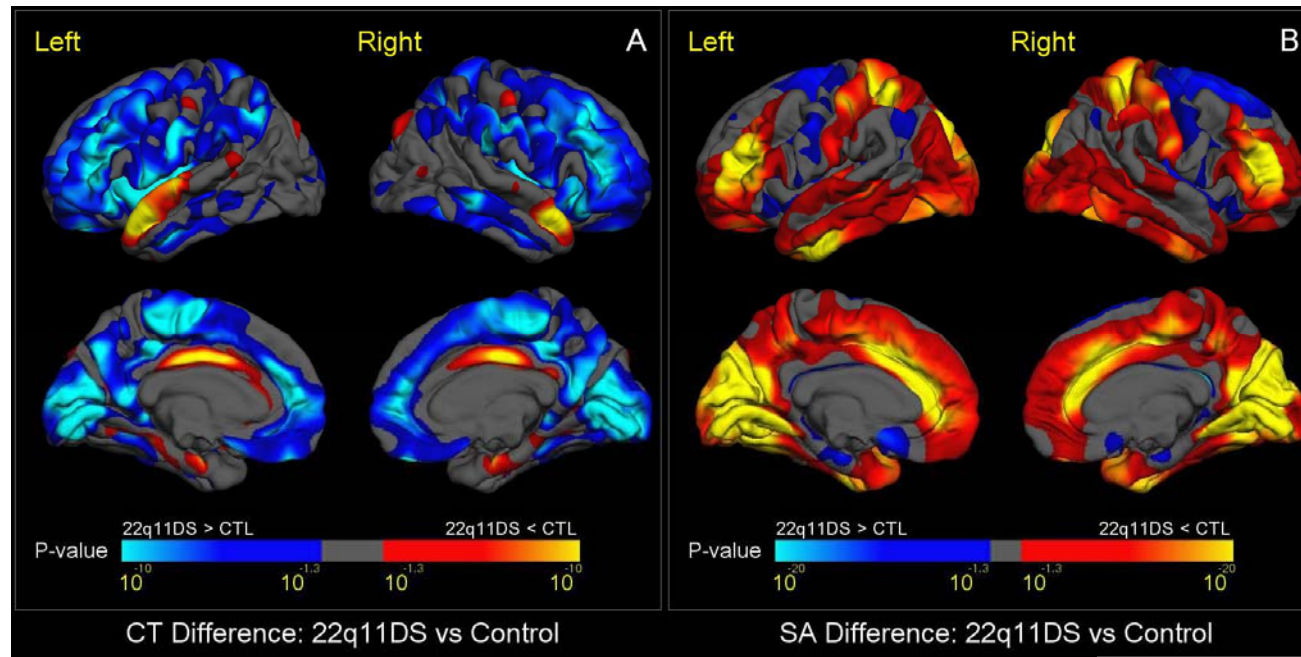 Left Right A
22q11DS > CTL 22q11DS < CTL
P-value
10^-10 10^-1.3 10^-1.3 10^-10
CT Difference: 22q11DS vs Control
Left Right B
22q11DS > CTL 22q11DS < CTL
P-value
10^-20 10^-1.3 10^-1.3 10^-20
SA Difference: 22q11DS vs Control